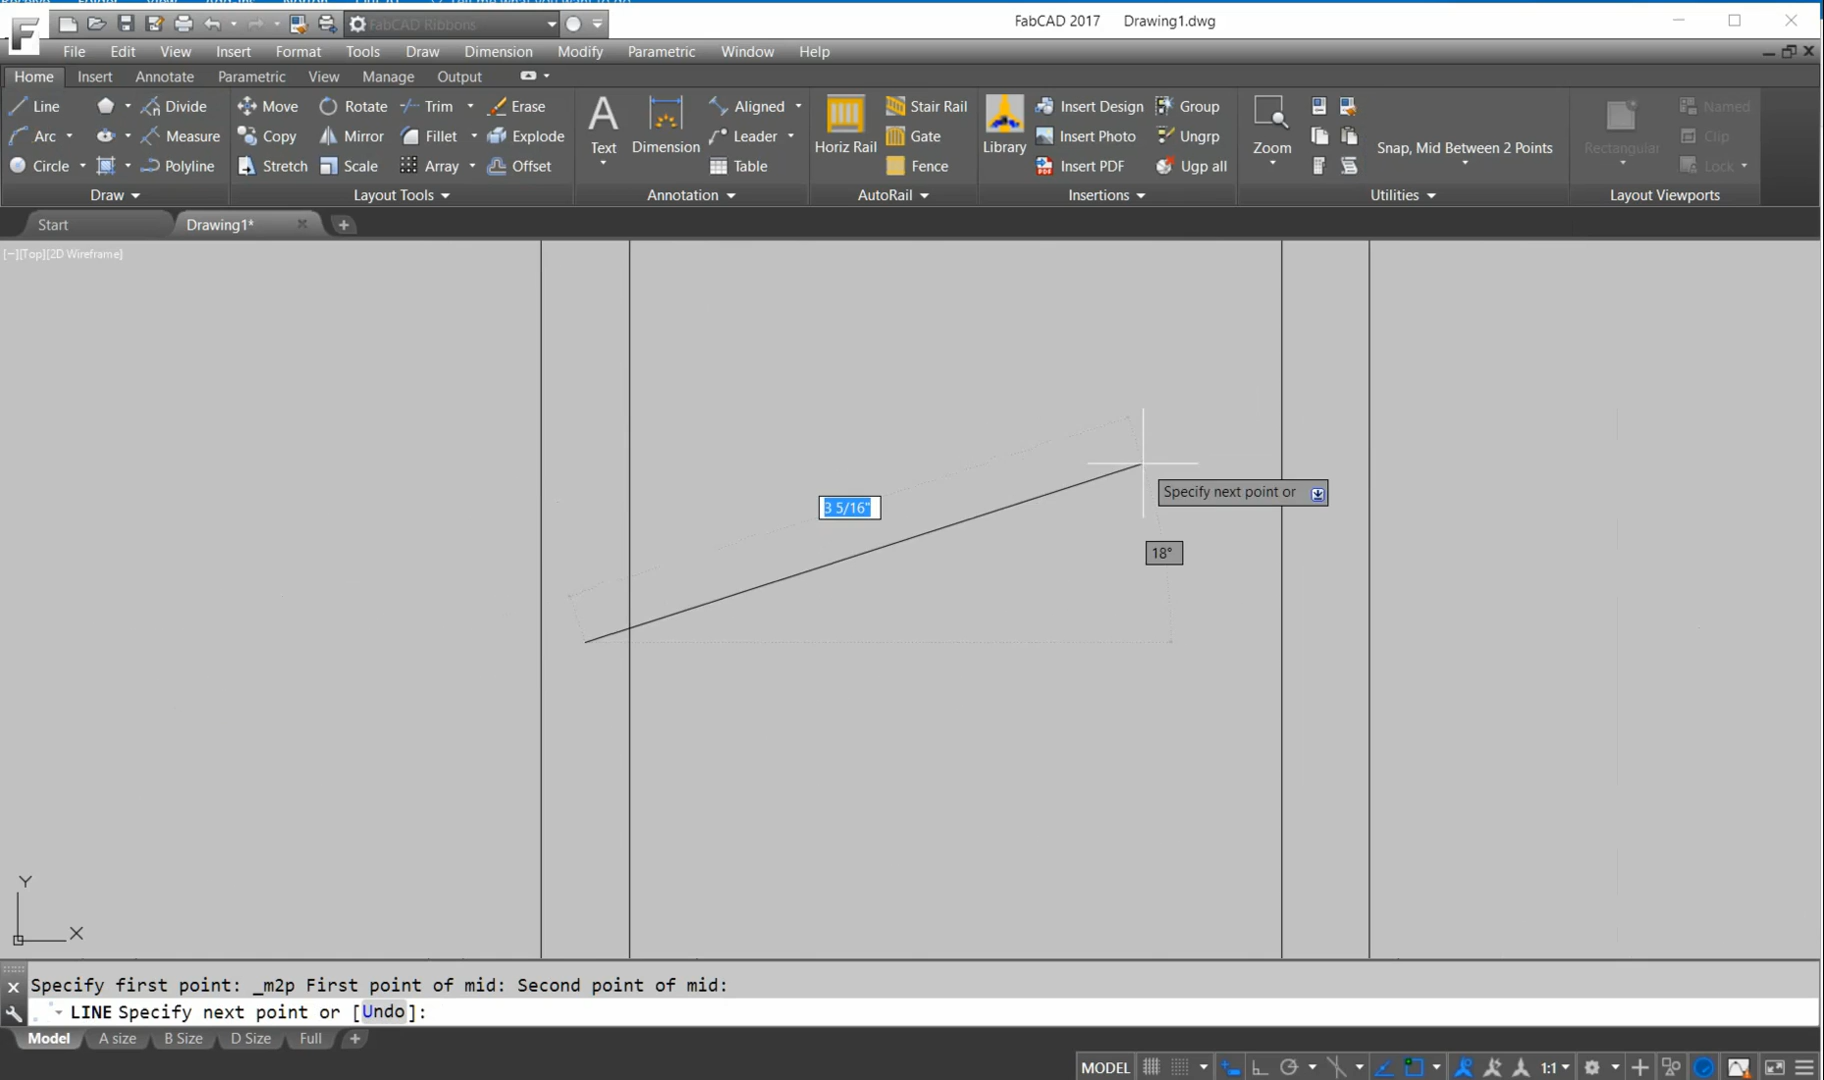 FabCAD Ribbons
FabCAD 2017 Drawing1.dwg
File Edit View Insert Format Tools Draw Dimension Modify Parametric Window Help
Home Insert Annotate Parametric View Manage Output
Line Divide Move Rotate Trim Erase Aligned Stair Rail Insert Design Group Named
Arc Measure Copy Mirror Fillet Explode Text Dimension Leader Horiz Rail Gate Library Insert Photo Ungrp Zoom Snap, Mid Between 2 Points Rectangular Clip
Circle Polyline Stretch Scale Array Offset Table Fence Insert PDF Ugp all Lock
Draw Layout Tools Annotation AutoRail Insertions Utilities Layout Viewports
Start Drawing1*
[−][Top][2D Wireframe]
Specify next point or
3 5/16"
18°
Y
X
Specify first point: _m2p First point of mid: Second point of mid:
LINE Specify next point or [Undo]:
Model A size B Size D Size Full
MODEL 1:1